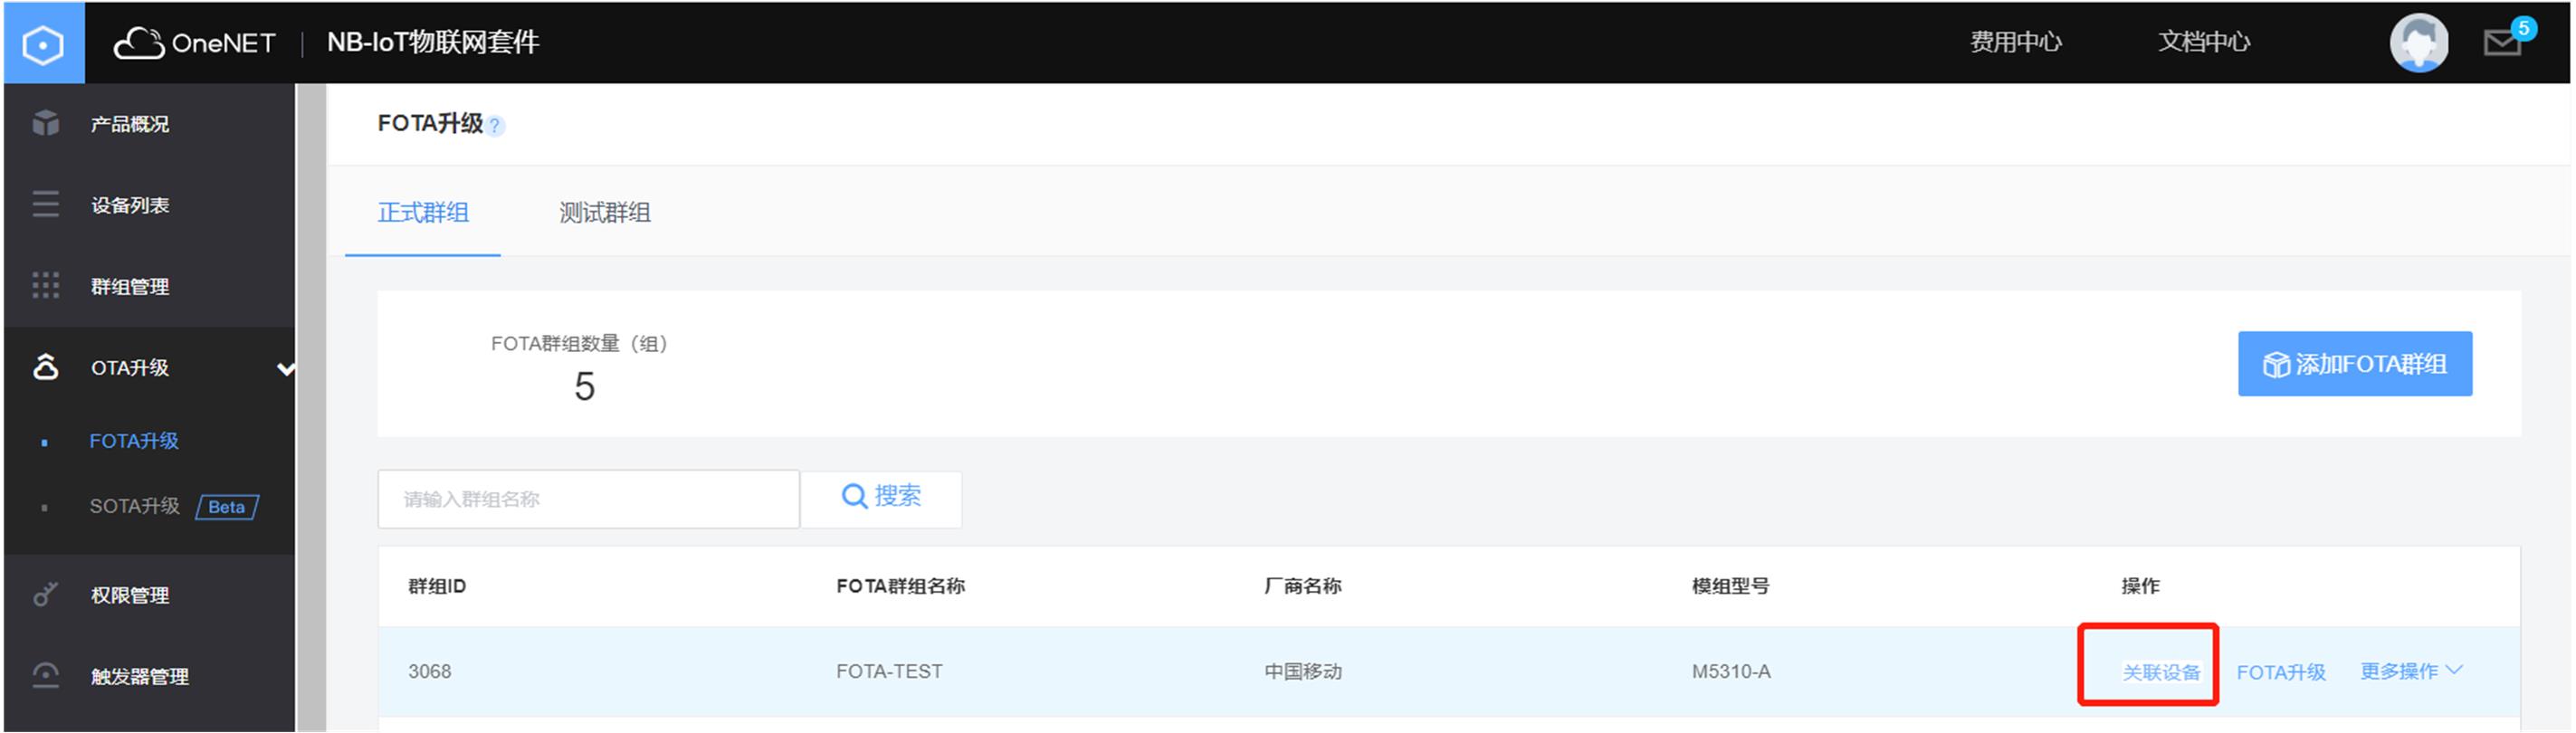 OneNET | NB-IoT物联网套件 费用中心 文档中心 5
产品概况
设备列表
群组管理
OTA升级
FOTA升级
SOTA升级 Beta
权限管理
触发器管理
FOTA升级 ?
正式群组 测试群组
FOTA群组数量（组）
5
添加FOTA群组
请输入群组名称 搜索
群组ID FOTA群组名称 厂商名称 模组型号 操作
3068 FOTA-TEST 中国移动 M5310-A 关联设备 FOTA升级 更多操作